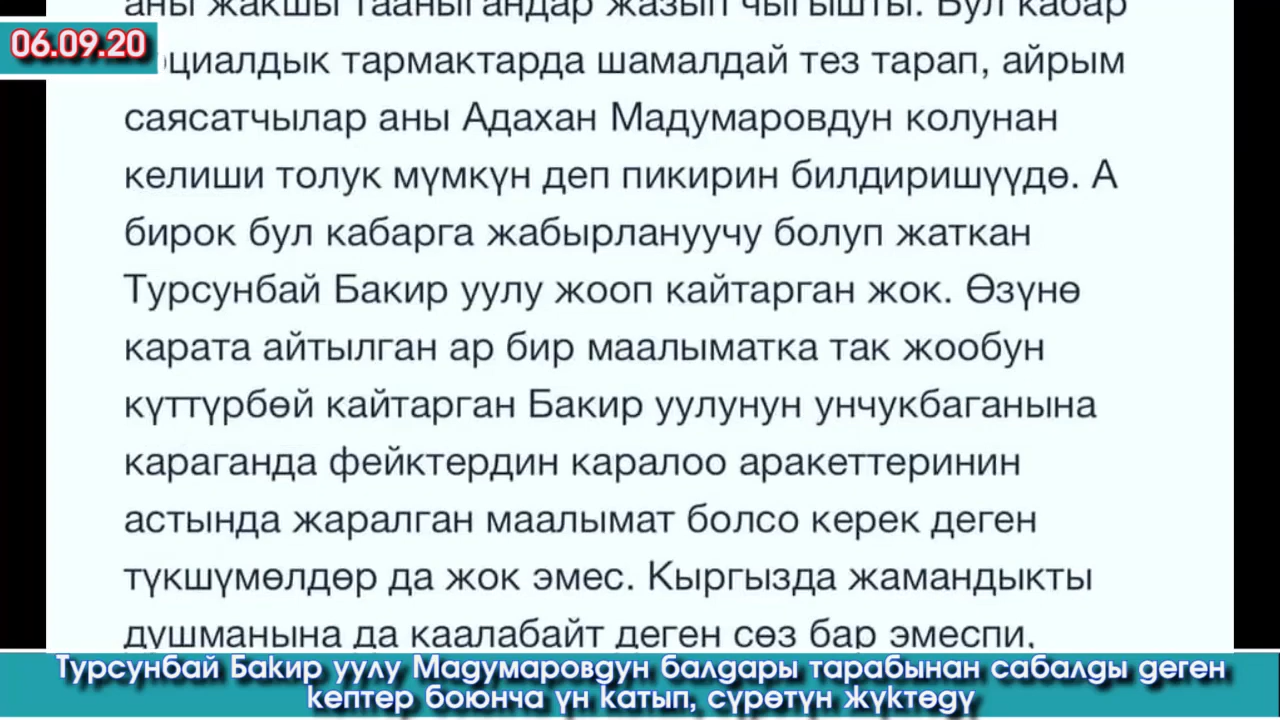 аны жакшы тааныгандар жазып чыгышты. Бул кабар
06.09.20
социалдык тармактарда шамалдай тез тарап, айрым
саясатчылар аны Адахан Мадумаровдун колунан
келиши толук мүмкүн деп пикирин билдиришүүдө. А
бирок бул кабарга жабырлануучу болуп жаткан
Турсунбай Бакир уулу жооп кайтарган жок. Өзүнө
карата айтылган ар бир маалыматка так жообун
күттүрбөй кайтарган Бакир уулунун унчукбаганына
караганда фейктердин каралоо аракеттеринин
астында жаралган маалымат болсо керек деген
түкшүмөлдөр да жок эмес. Кыргызда жамандыкты
душманына да каалабайт деген сөз бар эмеспи,
Турсунбай Бакир уулу Мадумаровдун балдары тарабынан сабалды деген
кептер боюнча үн катып, сүрөтүн жүктөдү